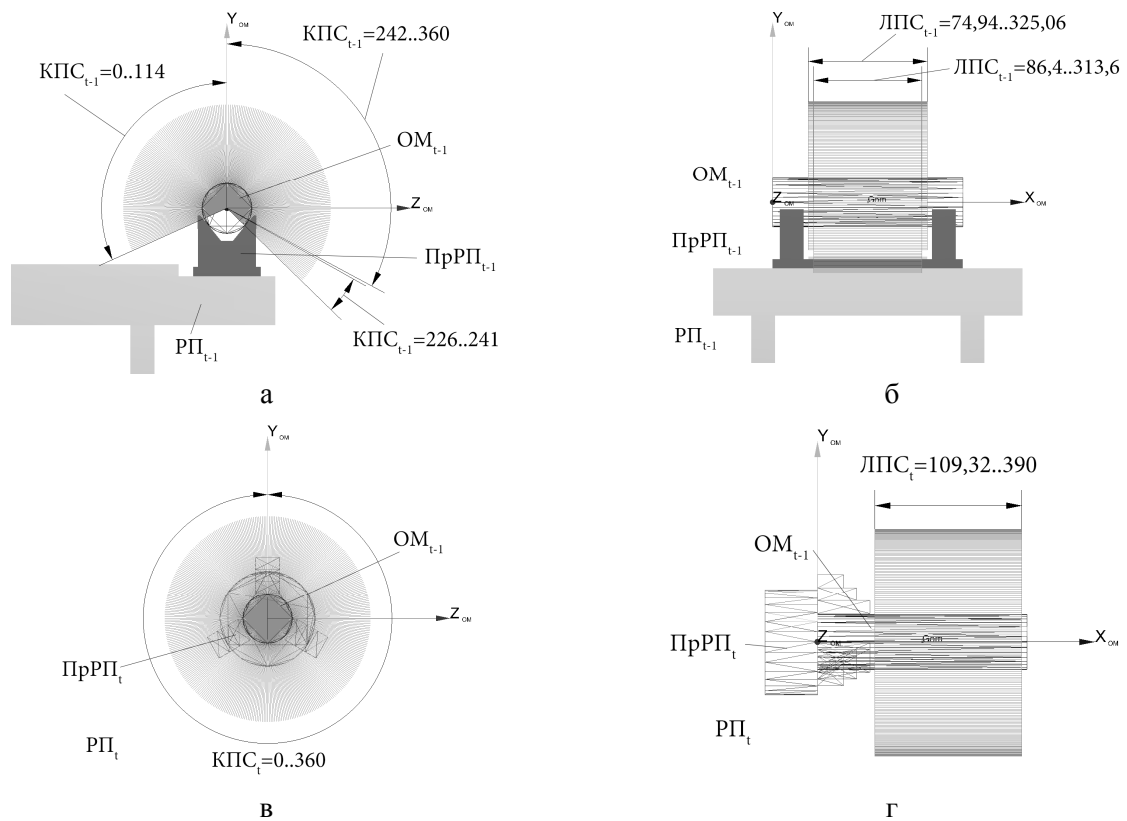 Y ОМ
КПС t-1 =242..360
КПС t-1 =0..114
ОМ t-1
Z ОМ
ПрРП t-1
КПС t-1 =226..241
РП t-1
а
Y ОМ
ЛПС t-1 =74,94..325,06
ЛПС t-1 =86,4..313,6
ОМ t-1
Gom
Z ОМ
X ОМ
ПрРП t-1
РП t-1
б
Y ОМ
ОМ t-1
Z ОМ
ПрРП t
РП t
КПС t =0..360
в
Y ОМ
ЛПС t =109,32..390
ОМ t-1
Gom
Z ОМ
X ОМ
ПрРП t
РП t
г